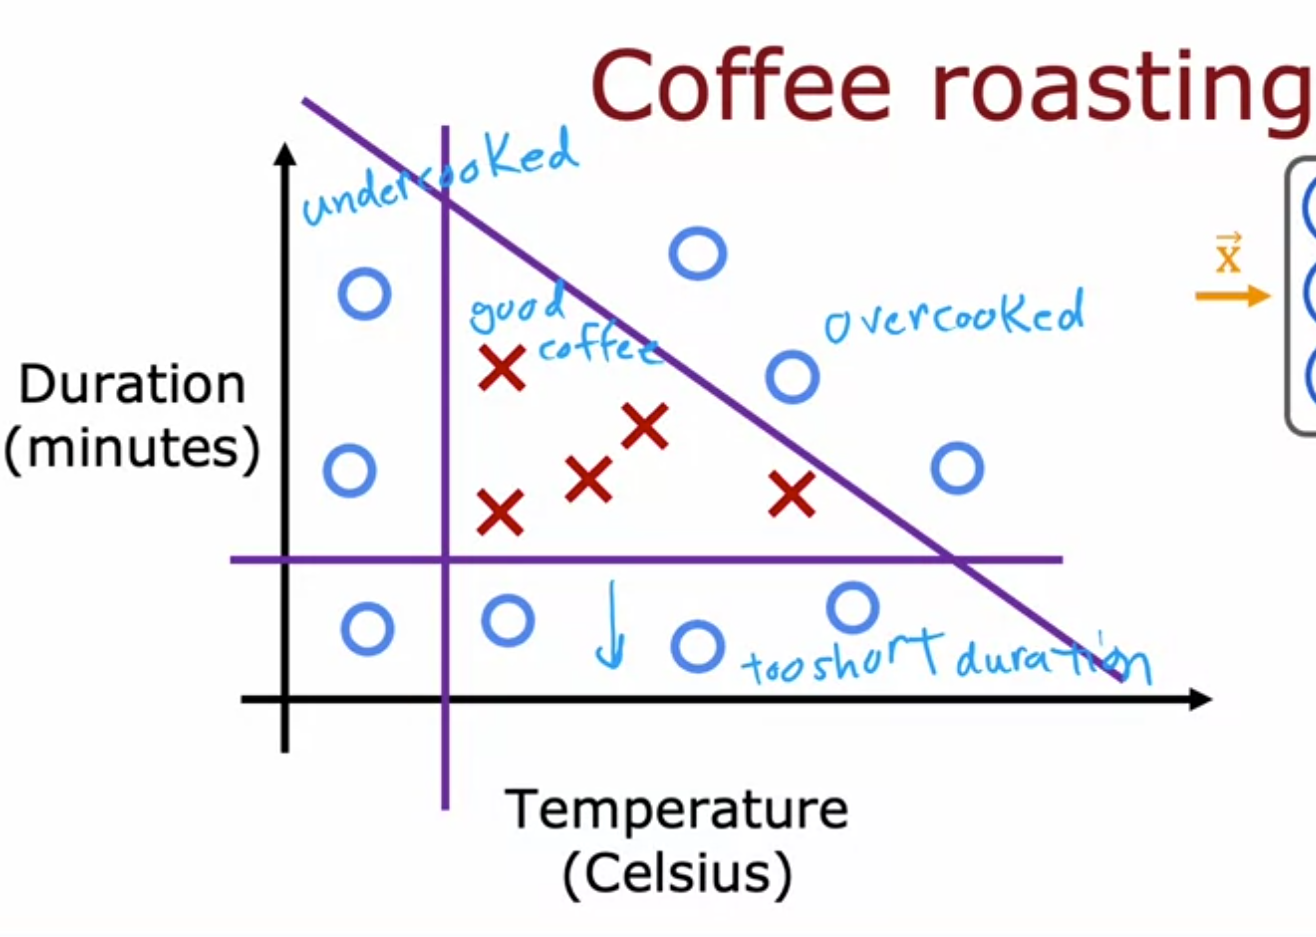 Coffee roasting
undercooked
good
coffee
overcooked
x
Duration
(minutes)
too short duration
Temperature
(Celsius)